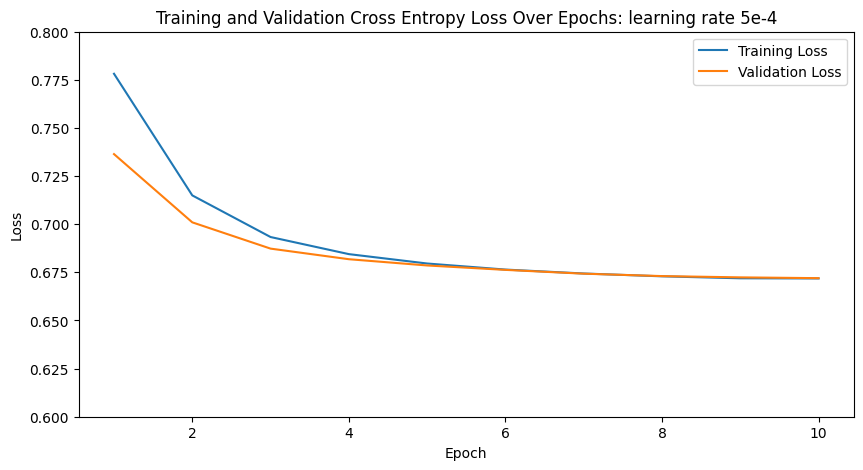 Training and Validation Cross Entropy Loss Over Epochs: learning rate 5e-4
Training Loss
Validation Loss
Loss
0.800
0.775
0.750
0.725
0.700
0.675
0.650
0.625
0.600
2 4 6 8 10
Epoch